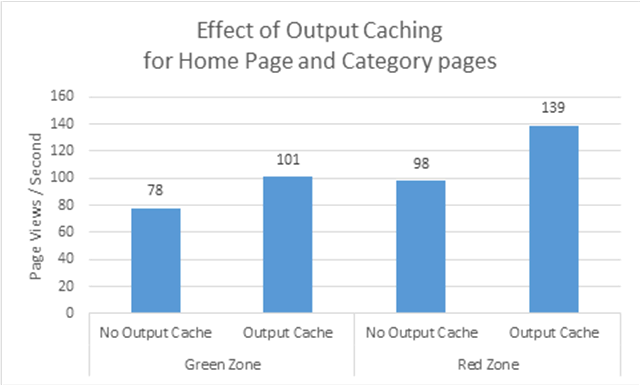 Effect of Output Caching
for Home Page and Category pages
Page Views / Second
160
140
120
100
80
60
40
20
0
78
101
98
139
No Output Cache
Output Cache
No Output Cache
Output Cache
Green Zone
Red Zone